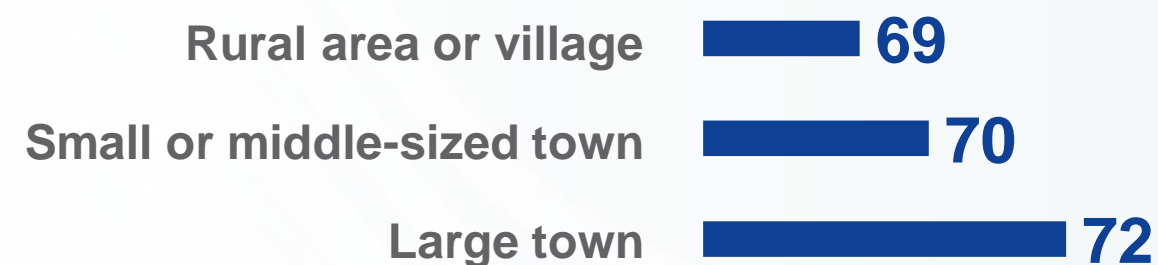 Rural area or village 69
Small or middle-sized town 70
Large town 72